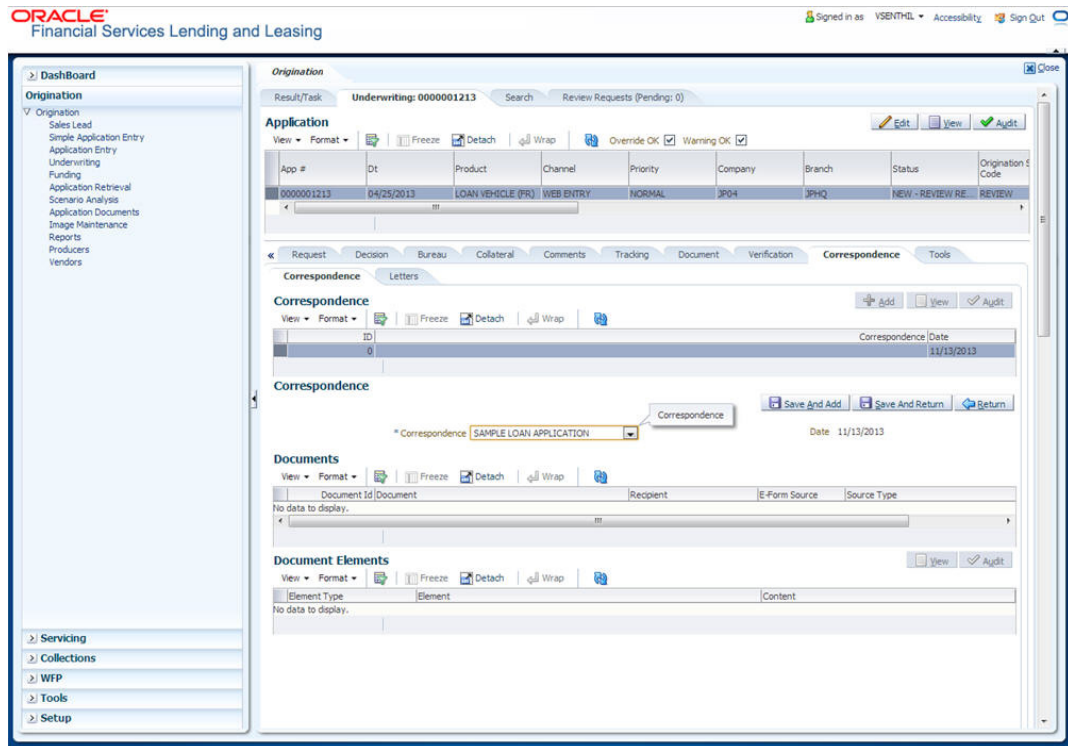 ORACLE
Financial Services Lending and Leasing
Signed in as VSENTHIL Accessibility Sign Out
Close
DashBoard
Origination
Origination
Sales Lead
Simple Application Entry
Application Entry
Underwriting
Funding
Application Retrieval
Scenario Analysis
Application Documents
Image Maintenance
Reports
Producers
Vendors
Servicing
Collections
WFP
Tools
Setup
Origination
Result/Task Underwriting: 0000001213 Search Review Requests (Pending: 0)
Application
Edit View Audit
View Format Freeze Detach Wrap Override OK Warning OK
App # Dt Product Channel Priority Company Branch Status Origination S
Code
0000001213 04/25/2013 LOAN VEHICLE (FR) WEB ENTRY NORMAL JP04 JPHQ NEW - REVIEW RE... REVIEW
Request Decision Bureau Collateral Comments Tracking Document Verification Correspondence Tools
Correspondence Letters
Correspondence
Add View Audit
View Format Freeze Detach Wrap
ID Correspondence Date
0 11/13/2013
Correspondence
Save And Add Save And Return Return
Correspondence
* Correspondence SAMPLE LOAN APPLICATION Date 11/13/2013
Documents
View Format Freeze Detach Wrap
Document Id Document Recipient E-Form Source Source Type
No data to display.
Document Elements
View Audit
View Format Freeze Detach Wrap
Element Type Element Content
No data to display.